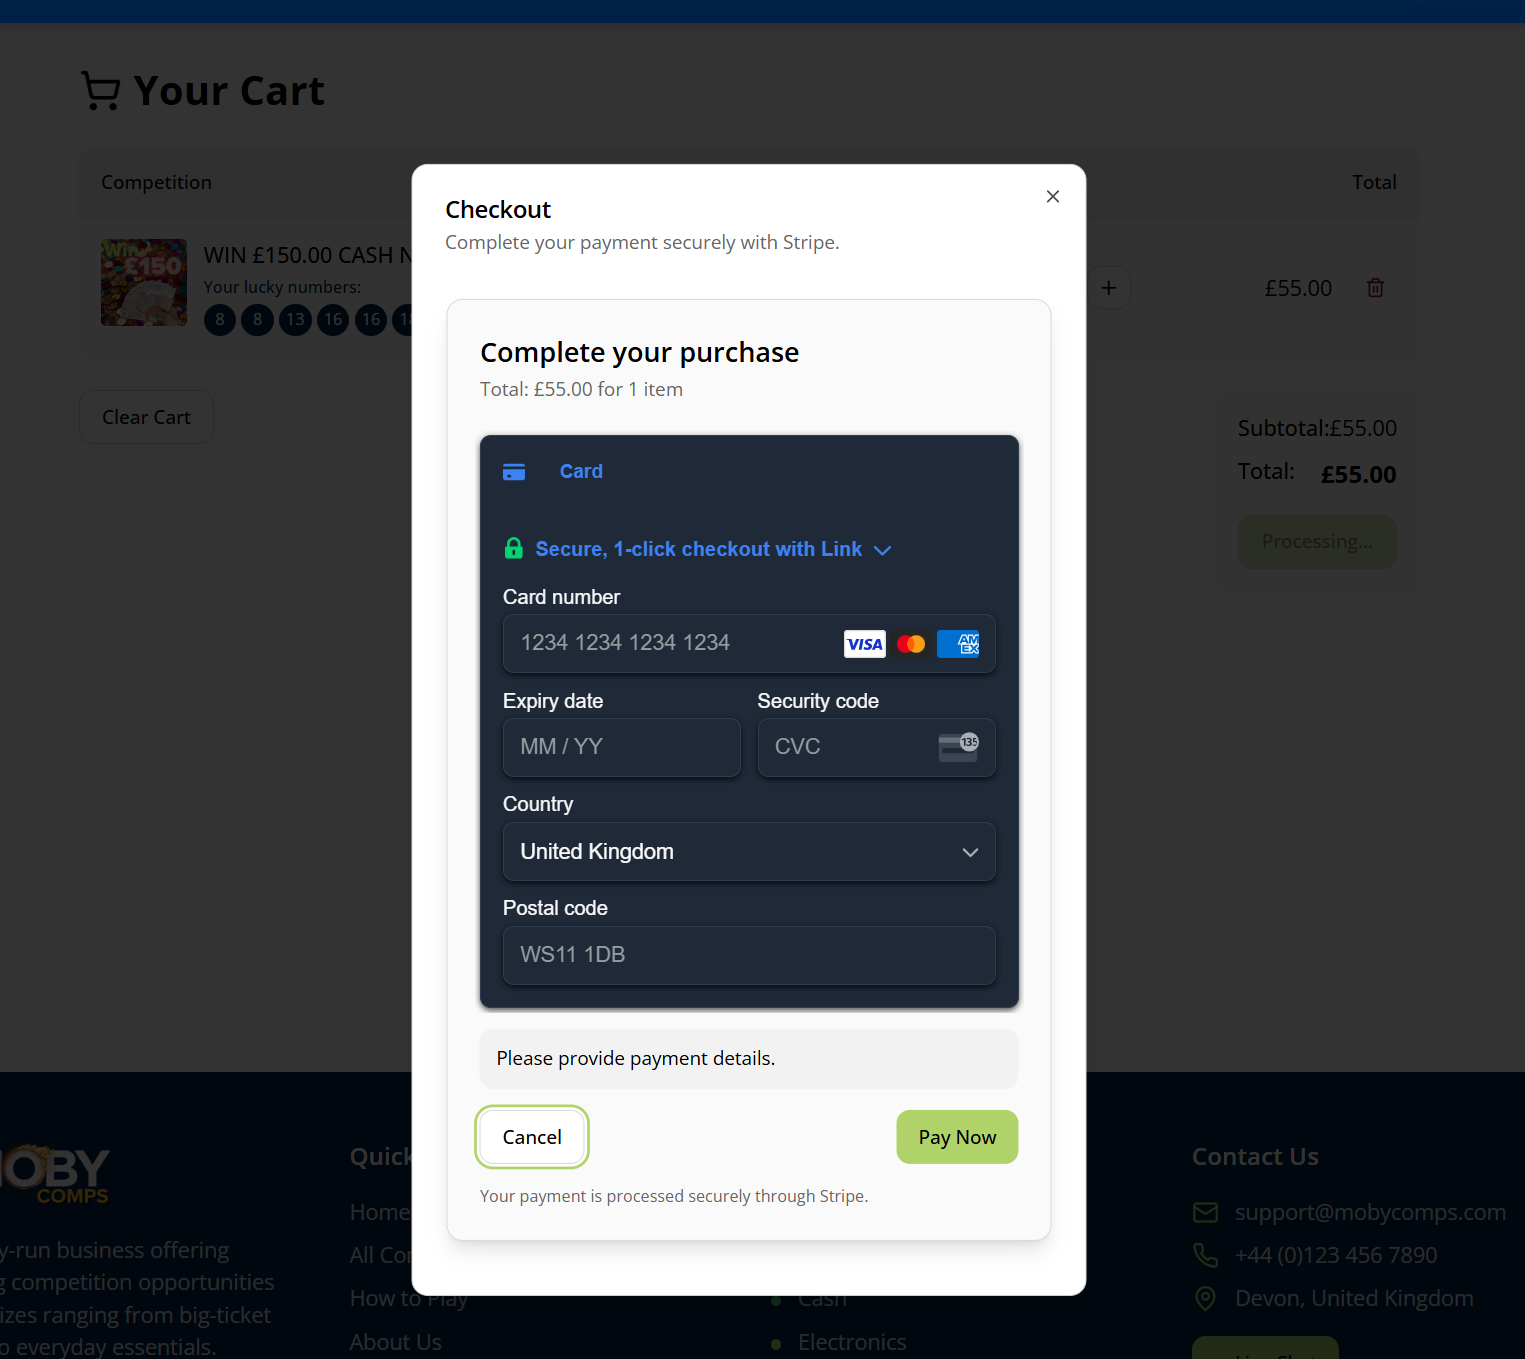 Your Cart
Competition
Total
Win
£150
WIN £150.00 CASH
Your lucky numbers:
8 8 13 16 16
£55.00
Clear Cart
Subtotal:£55.00
Total: £55.00
Processing...
Checkout
Complete your payment securely with Stripe.
Complete your purchase
Total: £55.00 for 1 item
Card
Secure, 1-click checkout with Link
Card number
1234 1234 1234 1234
VISA
AM
EX
Expiry date
Security code
MM / YY
CVC
135
Country
United Kingdom
Postal code
WS11 1DB
Please provide payment details.
Cancel
Pay Now
Your payment is processed securely through Stripe.
OBY
COMPS
y-run business offering
g competition opportunities
izes ranging from big-ticket
o everyday essentials.
Quick
Home
All Co
How to Play
About Us
Cash
Electronics
Contact Us
support@mobycomps.com
+44 (0)123 456 7890
Devon, United Kingdom